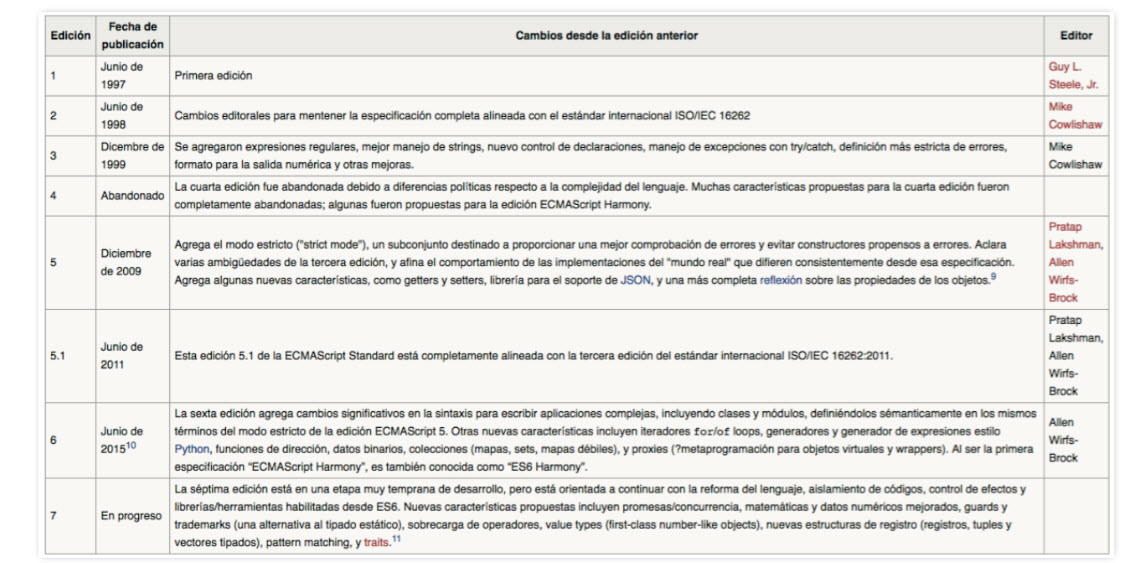 Edición Fecha de publicación Cambios desde la edición anterior Editor
1
Junio de
1997
Primera edición
Guy L.
Steele, Jr.
2
Junio de
1998
Cambios editorales para mentener la especificación completa alineada con el estándar internacional ISO/IEC 16262
Mike
Cowlishaw
3
Dicembre de
1999
Se agregaron expresiones regulares, mejor manejo de strings, nuevo control de declaraciones, manejo de excepciones con try/catch, definición más estricta de errores,
formato para la salida numérica y otras mejoras.
Mike
Cowlishaw
4
Abandonado
La cuarta edición fue abandonada debido a diferencias políticas respecto a la complejidad del lenguaje. Muchas características propuestas para la cuarta edición fueron
completamente abandonadas; algunas fueron propuestas para la edición ECMAScript Harmony.
5
Diciembre
de 2009
Agrega el modo estricto ("strict mode"), un subconjunto destinado a proporcionar una mejor comprobación de errores y evitar constructores propensos a errores. Aclara
varias ambigüedades de la tercera edición, y afina el comportamiento de las implementaciones del "mundo real" que difieren consistentemente desde esa especificación.
Agrega algunas nuevas características, como getters y setters, librería para el soporte de JSON, y una más completa reflexión sobre las propiedades de los objetos.9
Pratap
Lakshman,
Allen
Wirfs-
Brock
5.1
Junio de
2011
Esta edición 5.1 de la ECMAScript Standard está completamente alineada con la tercera edición del estándar internacional ISO/IEC 16262:2011.
Pratap
Lakshman,
Allen
Wirfs-
Brock
6
Junio de
201510
La sexta edición agrega cambios significativos en la sintaxis para escribir aplicaciones complejas, incluyendo clases y módulos, definiéndolos sémanticamente en los mismos
términos del modo estricto de la edición ECMAScript 5. Otras nuevas características incluyen iteradores for/of loops, generadores y generador de expresiones estilo
Python, funciones de dirección, datos binarios, colecciones (mapas, sets, mapas débiles), y proxies (?metaprogramación para objetos virtuales y wrappers). Al ser la primera
especificación “ECMAScript Harmony”, es también conocida como “ES6 Harmony”.
Allen
Wirfs-
Brock
7
En progreso
La séptima edición está en una etapa muy temprana de desarrollo, pero está orientada a continuar con la reforma del lenguaje, aislamiento de códigos, control de efectos y
librerías/herramientas habilitadas desde ES6. Nuevas características propuestas incluyen promesas/concurrencia, matemáticas y datos numéricos mejorados, guards y
trademarks (una alternativa al tipado estático), sobrecarga de operadores, value types (first-class number-like objects), nuevas estructuras de registro (registros, tuples y
vectores tipados), pattern matching, y traits.11